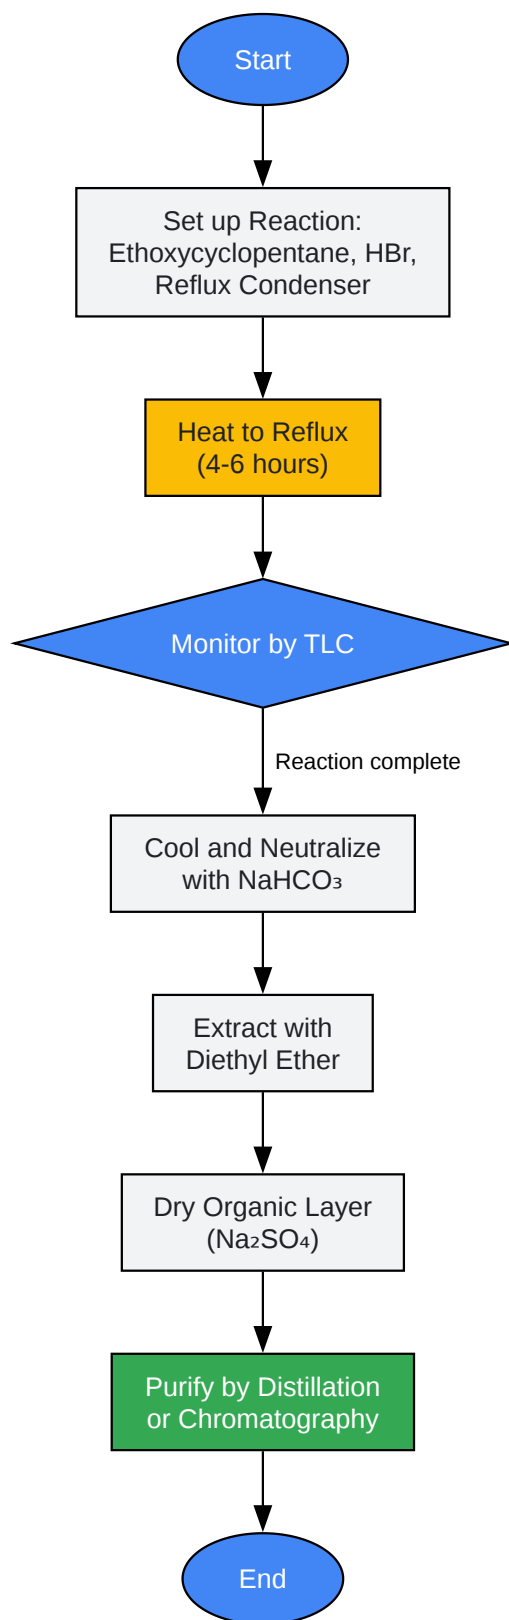 Start
Set up Reaction:
Ethoxycyclopentane, HBr,
Reflux Condenser
Heat to Reflux
(4-6 hours)
Monitor by TLC
Reaction complete
Cool and Neutralize
with NaHCO₃
Extract with
Diethyl Ether
Dry Organic Layer
(Na₂SO₄)
Purify by Distillation
or Chromatography
End